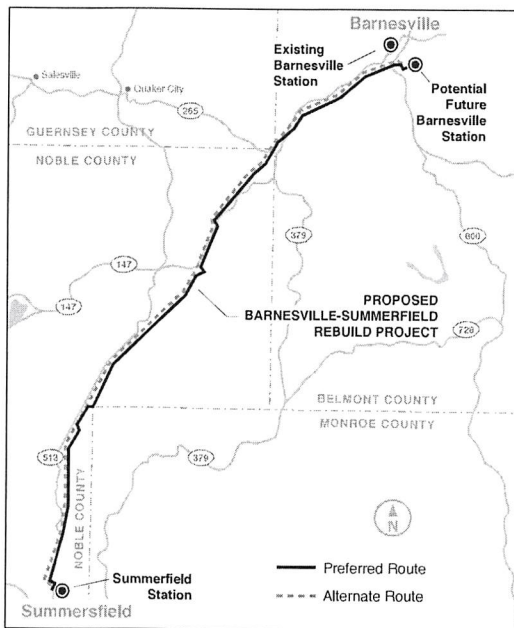 Barnesville
Existing
Barnesville
Station
Salesville
Quaker City
Potential
Future
Barnesville
Station
265
GUERNSEY COUNTY
NOBLE COUNTY
379
800
147
147
PROPOSED
BARNESVILLE-SUMMERFIELD
REBUILD PROJECT
726
BELMONT COUNTY
MONROE COUNTY
513
379
NOBLE COUNTY
N
Summerfield
Station
Summersfield
Preferred Route
Alternate Route